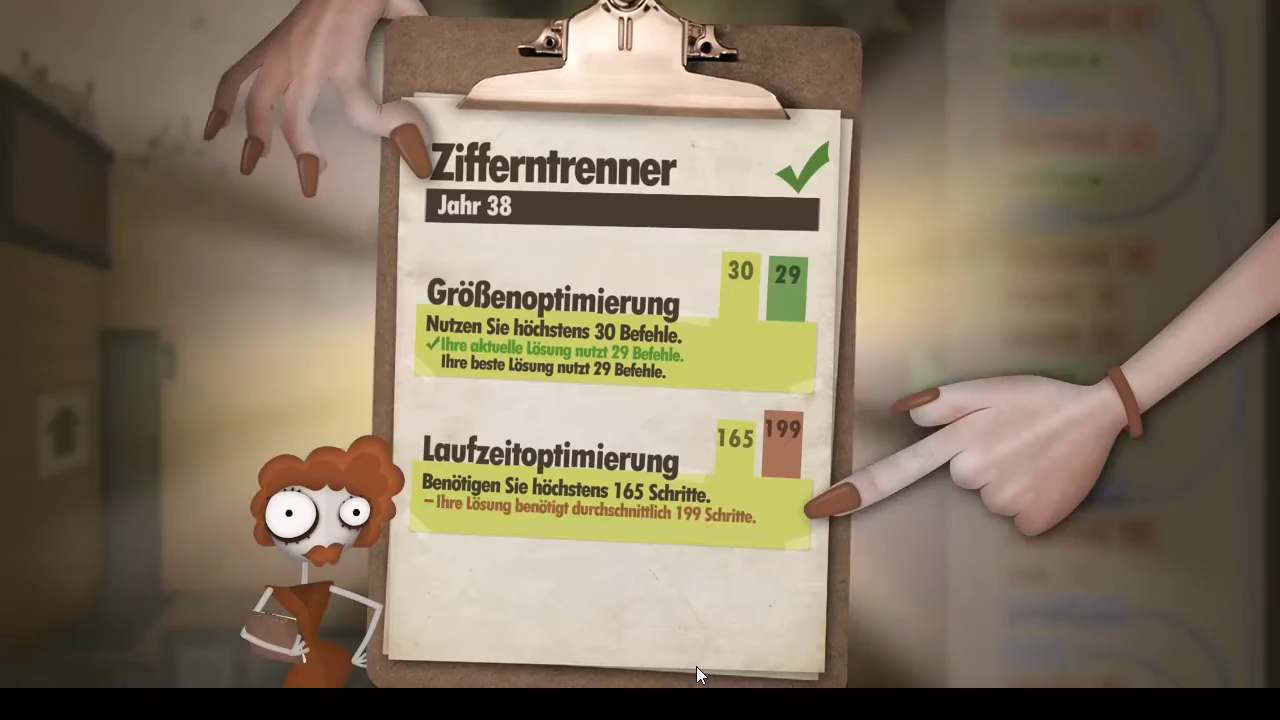 Zifferntrenner
Jahr 38
30 29
Größenoptimierung
Nutzen Sie höchstens 30 Befehle.
✓Ihre aktuelle Lösung nutzt 29 Befehle.
Ihre beste Lösung nutzt 29 Befehle.
165 199
Laufzeitoptimierung
Benötigen Sie höchstens 165 Schritte.
– Ihre Lösung benötigt durchschnittlich 199 Schritte.